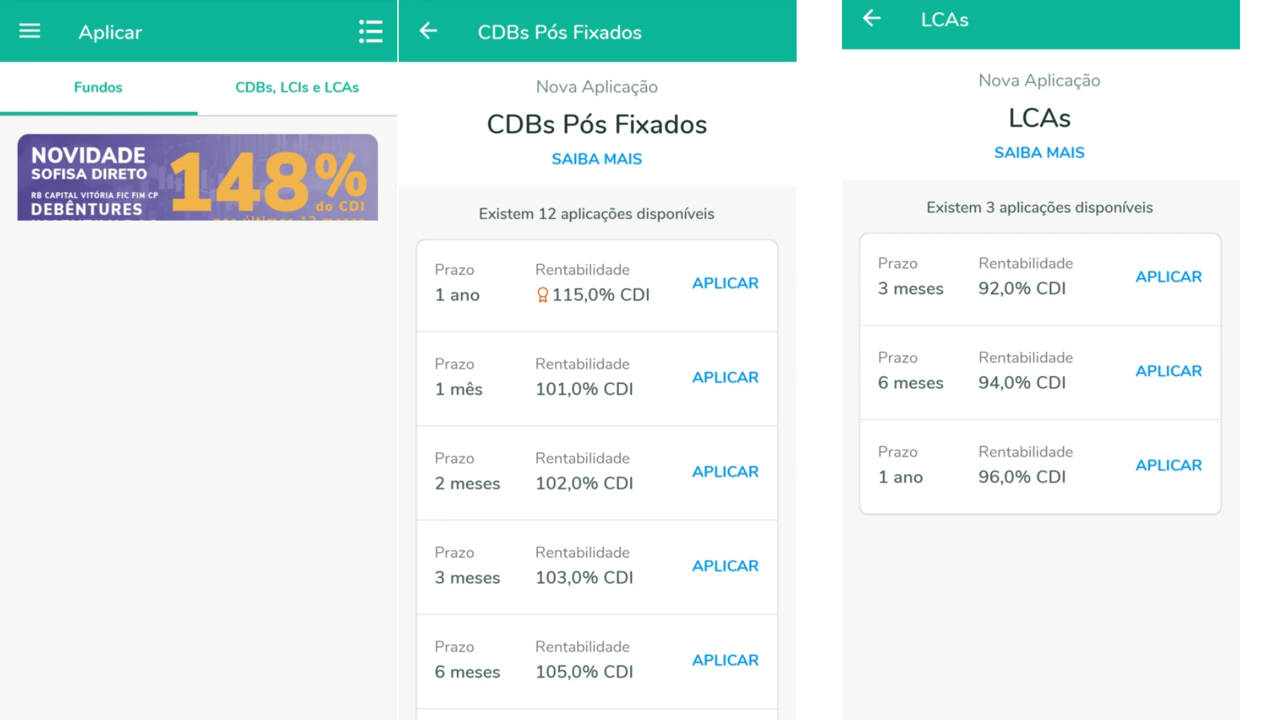 Aplicar
Fundos
CDBs, LCIs e LCAs
NOVIDADE
SOFISA DIRETO
RB CAPITAL VITÓRIA FIC FIM CP
DEBÊNTURES
148%
do CDI
CDBs Pós Fixados
Nova Aplicação
CDBs Pós Fixados
SAIBA MAIS
Existem 12 aplicações disponíveis
Prazo Rentabilidade
1 ano 115,0% CDI APLICAR
Prazo Rentabilidade
1 mês 101,0% CDI APLICAR
Prazo Rentabilidade
2 meses 102,0% CDI APLICAR
Prazo Rentabilidade
3 meses 103,0% CDI APLICAR
Prazo Rentabilidade
6 meses 105,0% CDI APLICAR
LCAs
Nova Aplicação
LCAs
SAIBA MAIS
Existem 3 aplicações disponíveis
Prazo Rentabilidade
3 meses 92,0% CDI APLICAR
Prazo Rentabilidade
6 meses 94,0% CDI APLICAR
Prazo Rentabilidade
1 ano 96,0% CDI APLICAR